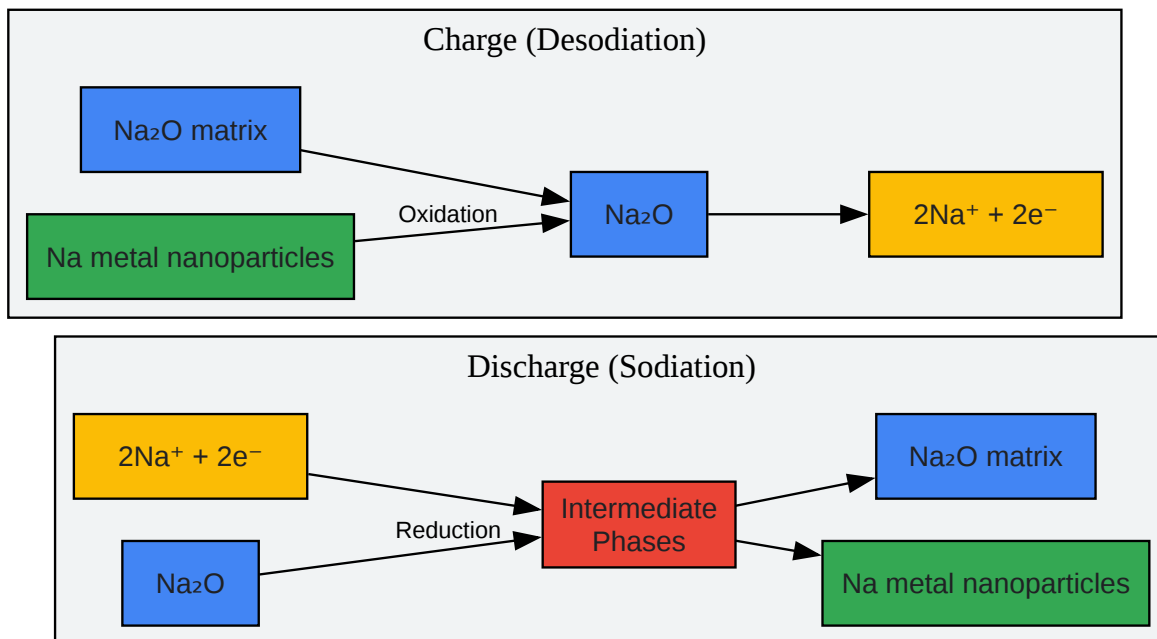 Charge (Desodiation)
Na₂O matrix
Oxidation
Na₂O
2Na⁺ + 2e⁻
Na metal nanoparticles
Discharge (Sodiation)
2Na⁺ + 2e⁻
Na₂O matrix
Intermediate
Phases
Reduction
Na₂O
Na metal nanoparticles